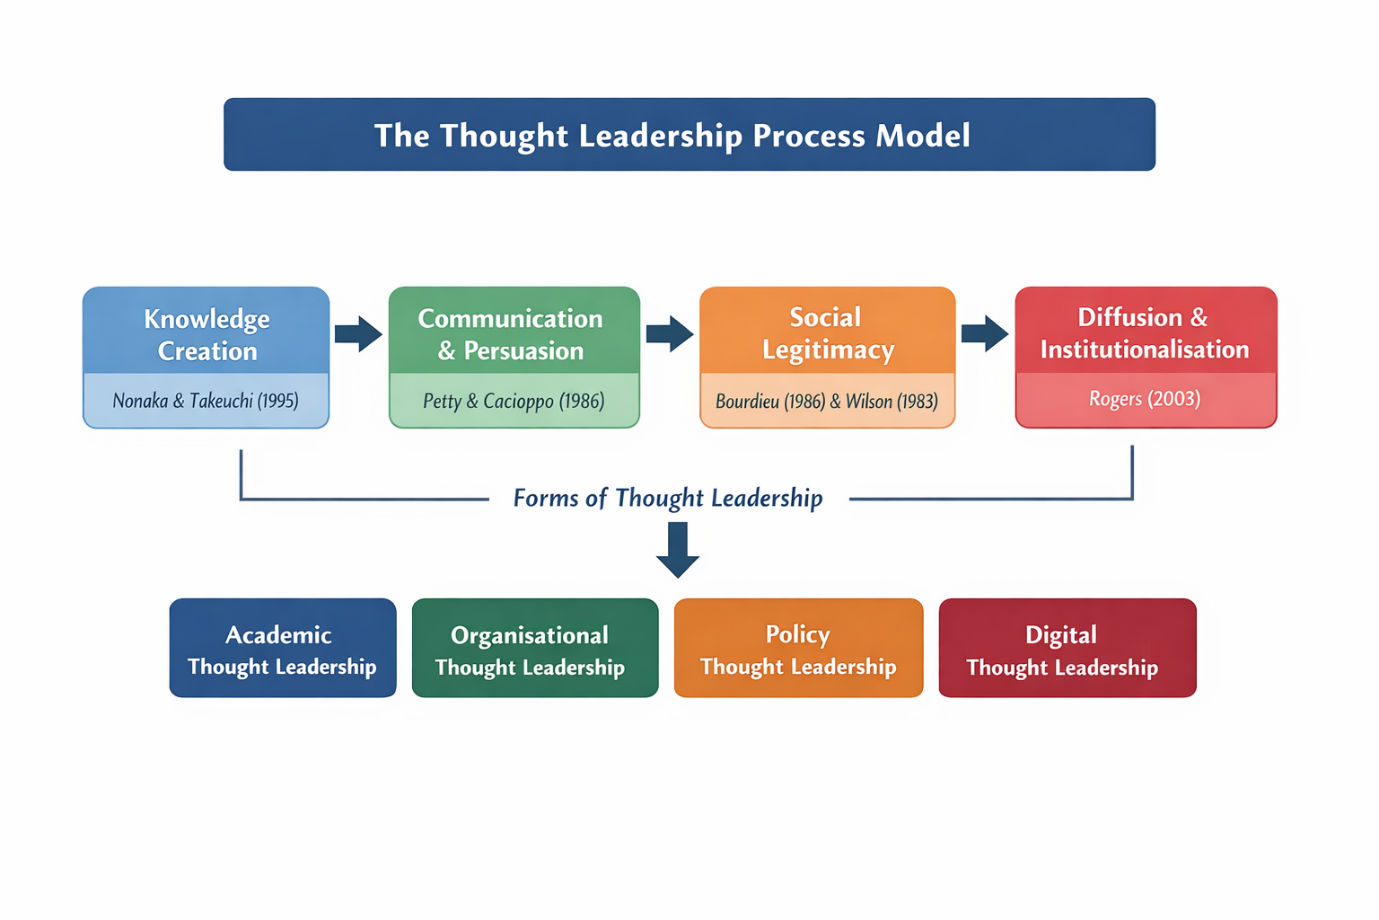 The Thought Leadership Process Model
Knowledge
Creation
Nonaka & Takeuchi (1995)
Communication
& Persuasion
Petty & Cacioppo (1986)
Social
Legitimacy
Bourdieu (1986) & Wilson (1983)
Diffusion &
Institutionalisation
Rogers (2003)
Forms of Thought Leadership
Academic
Thought Leadership
Organisational
Thought Leadership
Policy
Thought Leadership
Digital
Thought Leadership